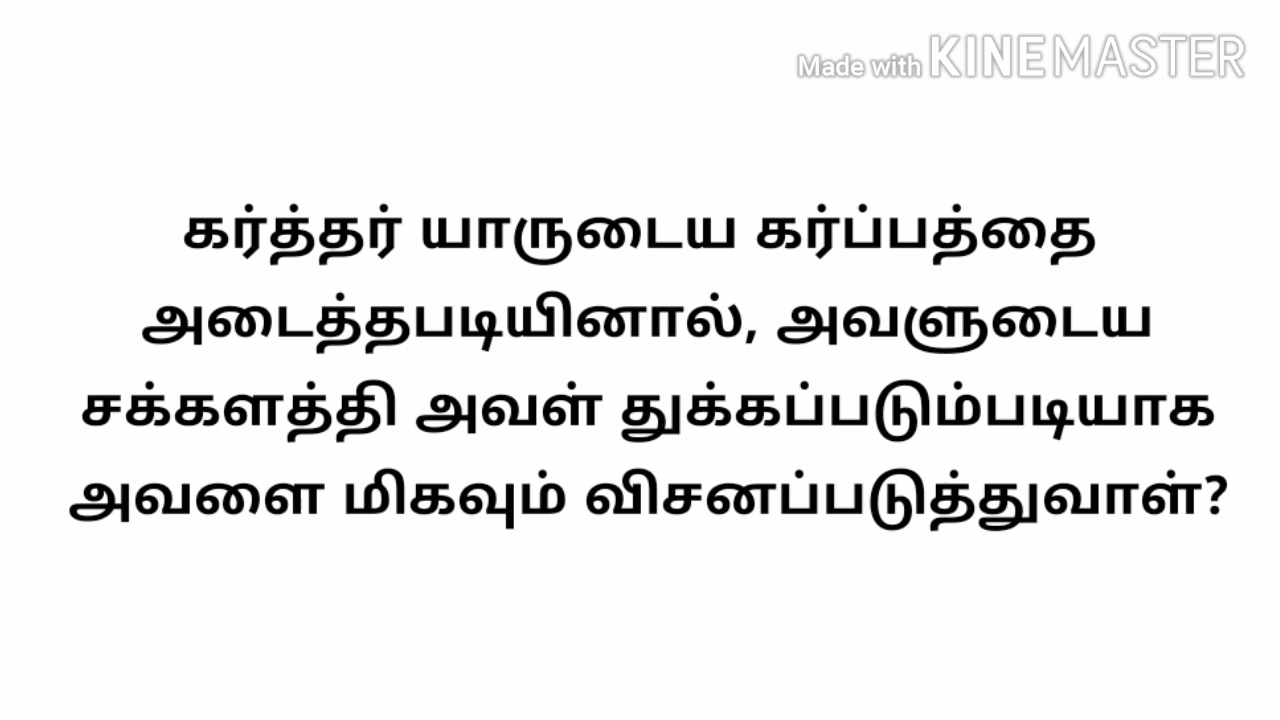 Made with KINEMASTER
கர்த்தர் யாருடைய கர்ப்பத்தை
அடைத்தபடியினால், அவளுடைய
சக்களத்தி அவள் துக்கப்படும்படியாக
அவளை மிகவும் விசனப்படுத்துவாள்?